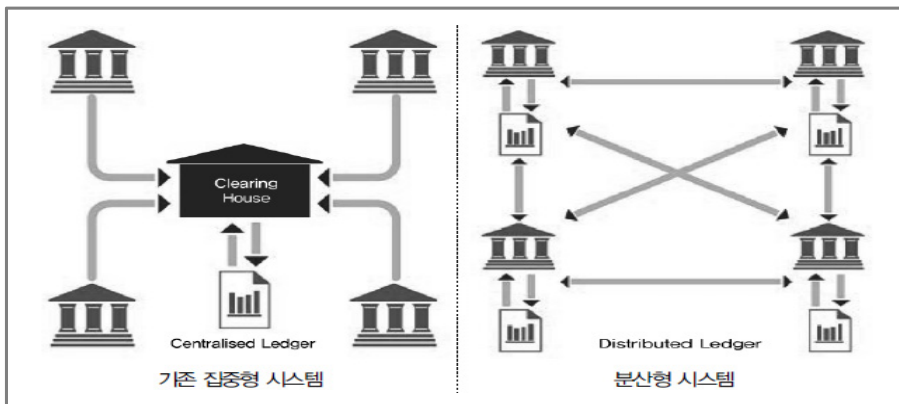 Clearing
House
Centralised Ledger
기존 집중형 시스템
Distributed Ledger
분산형 시스템